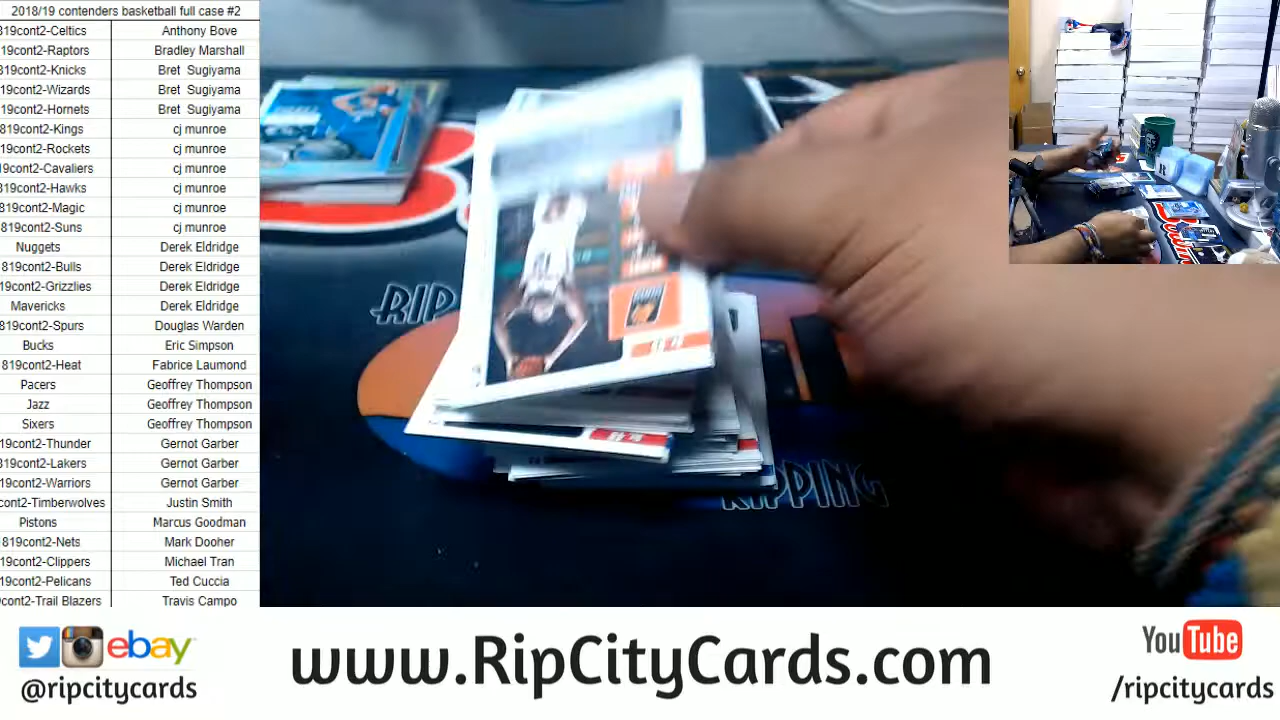 2018/19 contenders basketball full case #2
819cont2-Celtics Anthony Bove
19cont2-Raptors Bradley Marshall
819cont2-Knicks Bret Sugiyama
19cont2-Wizards Bret Sugiyama
19cont2-Hornets Bret Sugiyama
819cont2-Kings cj munroe
19cont2-Rockets cj munroe
19cont2-Cavaliers cj munroe
819cont2-Hawks cj munroe
819cont2-Magic cj munroe
819cont2-Suns cj munroe
Nuggets Derek Eldridge
819cont2-Bulls Derek Eldridge
19cont2-Grizzlies Derek Eldridge
Mavericks Derek Eldridge
819cont2-Spurs Douglas Warden
Bucks Eric Simpson
819cont2-Heat Fabrice Laumond
Pacers Geoffrey Thompson
Jazz Geoffrey Thompson
Sixers Geoffrey Thompson
19cont2-Thunder Gernot Garber
819cont2-Lakers Gernot Garber
19cont2-Warriors Gernot Garber
cont2-Timberwolves Justin Smith
Pistons Marcus Goodman
819cont2-Nets Mark Dooher
19cont2-Clippers Michael Tran
19cont2-Pelicans Ted Cuccia
cont2-Trail Blazers Travis Campo
RIP
RIPPING
ebay
@ripcitycards
www.RipCityCards.com
YouTube
/ripcitycards